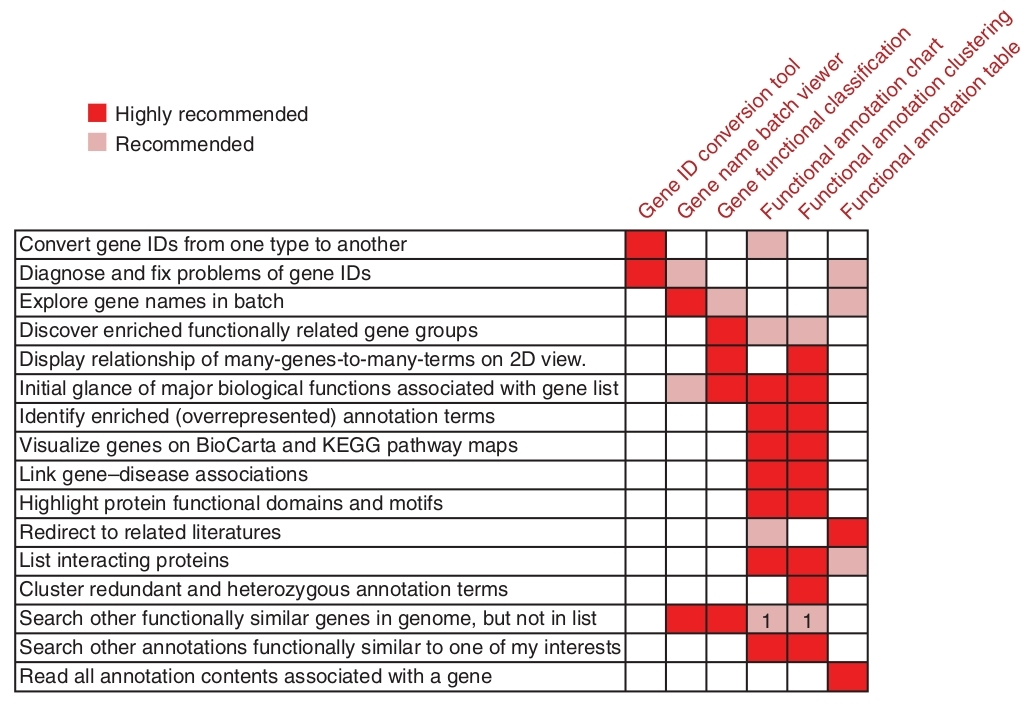 Highly recommended
Recommended
Gene ID conversion tool
Gene name batch viewer
Gene functional classification
Functional annotation chart
Functional annotation clustering
Functional annotation table
Convert gene IDs from one type to another
Diagnose and fix problems of gene IDs
Explore gene names in batch
Discover enriched functionally related gene groups
Display relationship of many-genes-to-many-terms on 2D view.
Initial glance of major biological functions associated with gene list
Identify enriched (overrepresented) annotation terms
Visualize genes on BioCarta and KEGG pathway maps
Link gene–disease associations
Highlight protein functional domains and motifs
Redirect to related literatures
List interacting proteins
Cluster redundant and heterozygous annotation terms
Search other functionally similar genes in genome, but not in list 1 1
Search other annotations functionally similar to one of my interests
Read all annotation contents associated with a gene